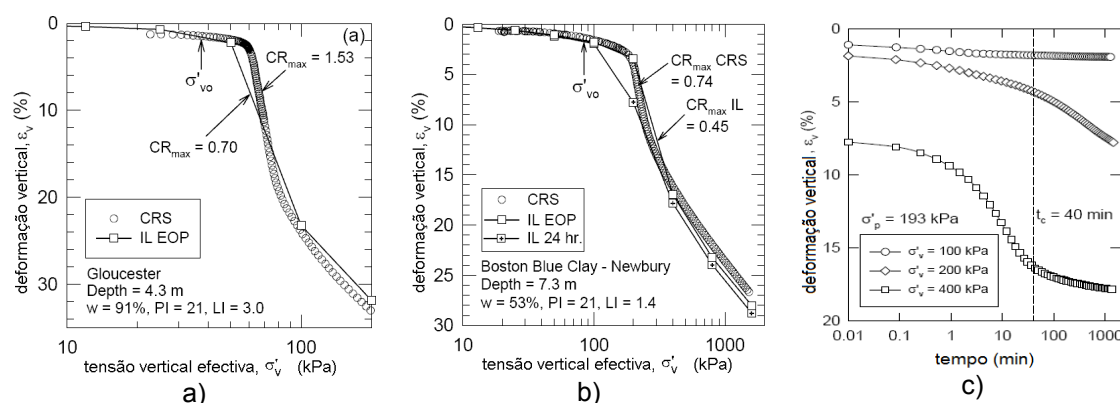 (a)
CRmax = 1.53
σ'vo
CRmax = 0.70
CRS
IL EOP
Gloucester
Depth = 4.3 m
w = 91%, PI = 21, LI = 3.0
deformação vertical, εv (%)
0
10
20
30
10
100
tensão vertical efectiva, σ'v (kPa)
a)
CRmax CRS
= 0.74
σ'vo
CRmax IL
= 0.45
CRS
IL EOP
IL 24 hr.
Boston Blue Clay - Newbury
Depth = 7.3 m
w = 53%, PI = 21, LI = 1.4
deformação vertical, εv (%)
0
5
10
15
20
25
30
10
100
1000
tensão vertical efectiva, σ'v (kPa)
b)
deformação vertical, εv (%)
0
5
10
15
20
σ'p = 193 kPa
tc = 40 min
σ'v = 100 kPa
σ'v = 200 kPa
σ'v = 400 kPa
0.01
0.1
1
10
100
1000
tempo (min)
c)